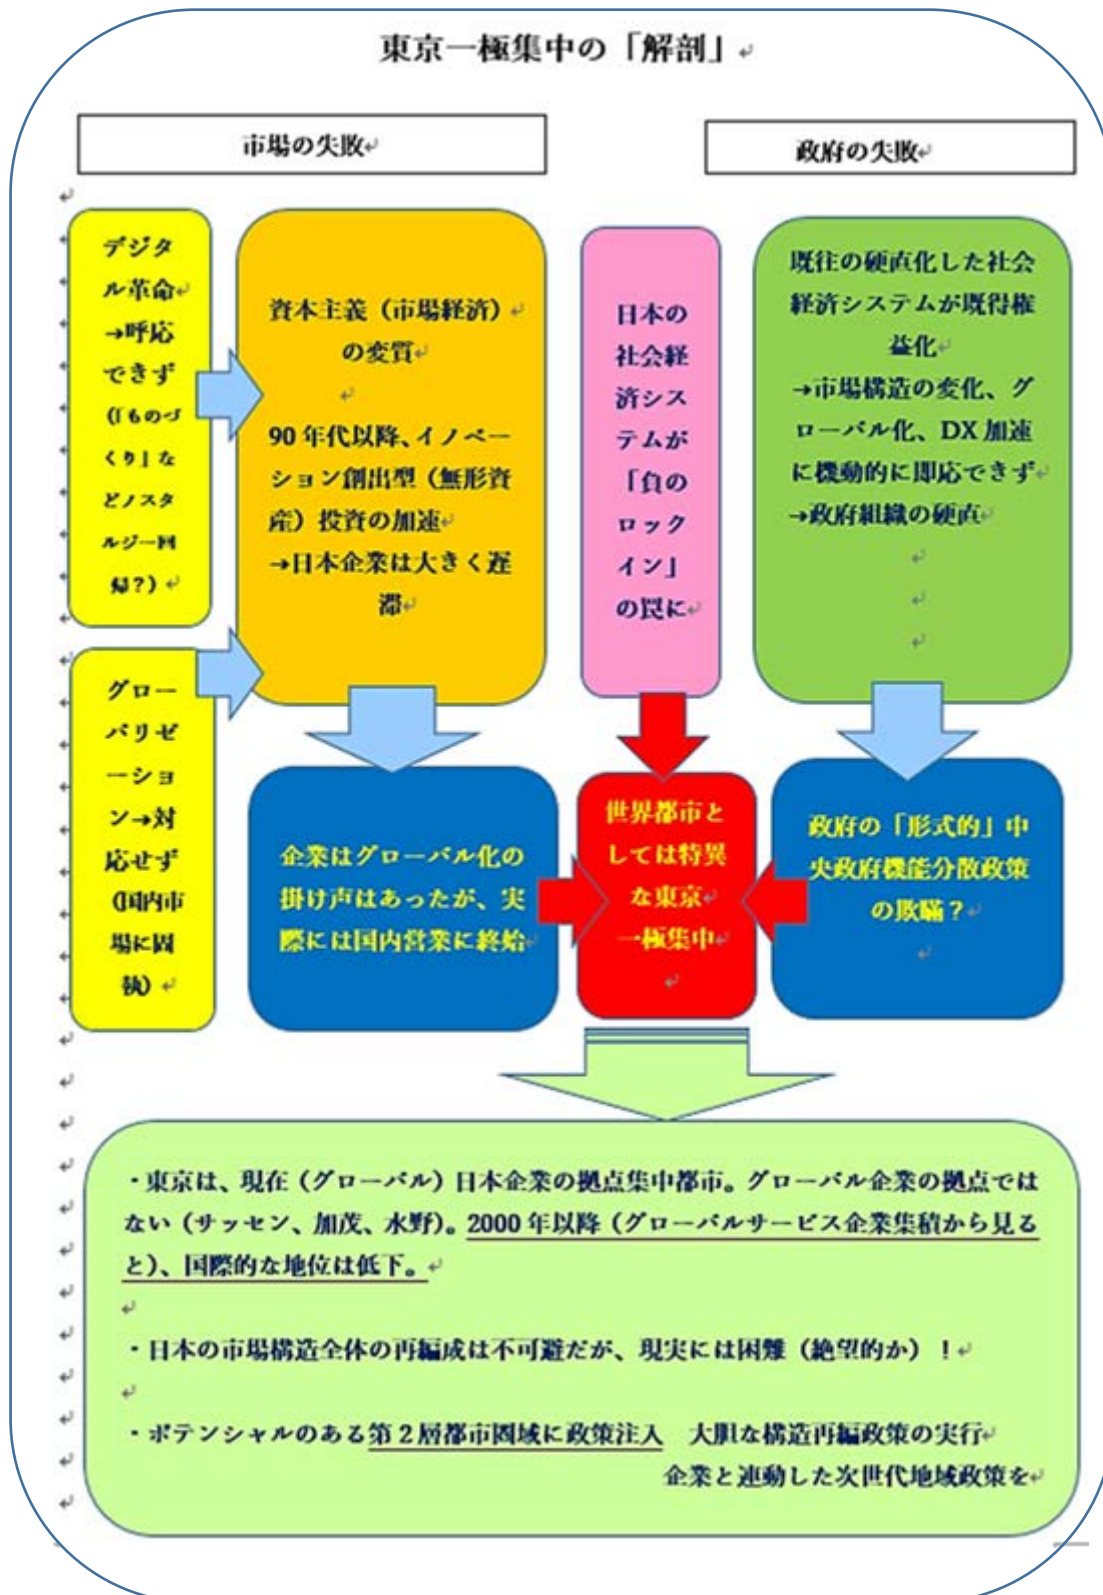 東京一極集中の「解剖」
市場の失敗
政府の失敗
デジタ
ル革命
→呼応
できず
(「ものづ
くり」な
どノスタ
ルジー回
帰?)
資本主義（市場経済）
の変質
90年代以降、イノベー
ション創出型（無形資
産）投資の加速
→日本企業は大きく遅
滞
日本の
社会経
済シス
テムが
「負の
ロック
イン」
の罠に
既往の硬直化した社会
経済システムが既得権
益化
→市場構造の変化、グ
ローバル化、DX加速
に機動的に即応できず
→政府組織の硬直
グロー
バリゼ
ーショ
ン→対
応せず
(国内市
場に固
執)
企業はグローバル化の
掛け声はあったが、実
際には国内営業に終始
世界都市と
しては特異
な東京
一極集中
政府の「形式的」中
央政府機能分散政策
の欺瞞？
・東京は、現在（グローバル）日本企業の拠点集中都市。グローバル企業の拠点では
ない（サッセン、加茂、水野）。2000年以降（グローバルサービス企業集積から見る
と）、国際的な地位は低下。
・日本の市場構造全体の再編成は不可避だが、現実には困難（絶望的か）！
・ポテンシャルのある第２層都市圏域に政策注入　大胆な構造再編政策の実行
企業と連動した次世代地域政策を